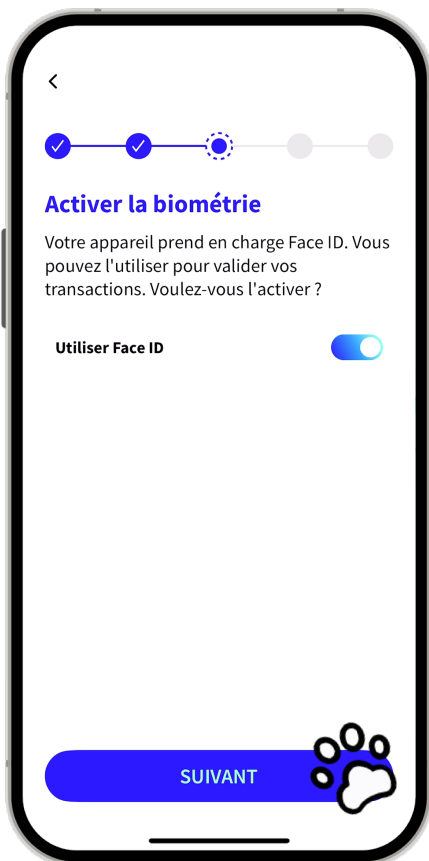 Activer la biométrie
Votre appareil prend en charge Face ID. Vous
pouvez l'utiliser pour valider vos
transactions. Voulez-vous l'activer ?
Utiliser Face ID
SUIVANT